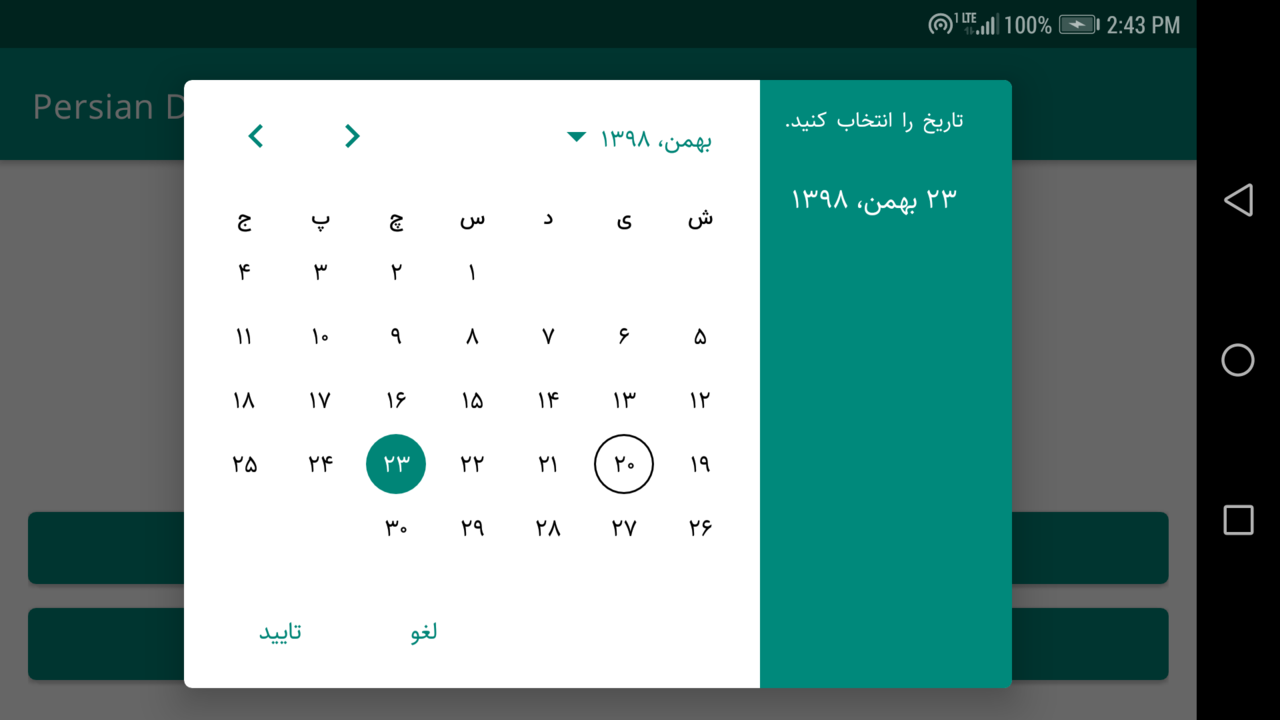 1 LTE 100% 2:43 PM
Persian D
تاریخ را انتخاب کنید.
۲۳ بهمن، ۱۳۹۸
بهمن، ۱۳۹۸
ش ی د س چ پ ج
۱ ۲ ۳ ۴
۵ ۶ ۷ ۸ ۹ ۱۰ ۱۱
۱۲ ۱۳ ۱۴ ۱۵ ۱۶ ۱۷ ۱۸
۱۹ ۲۰ ۲۱ ۲۲ ۲۳ ۲۴ ۲۵
۲۶ ۲۷ ۲۸ ۲۹ ۳۰
لغو تایید